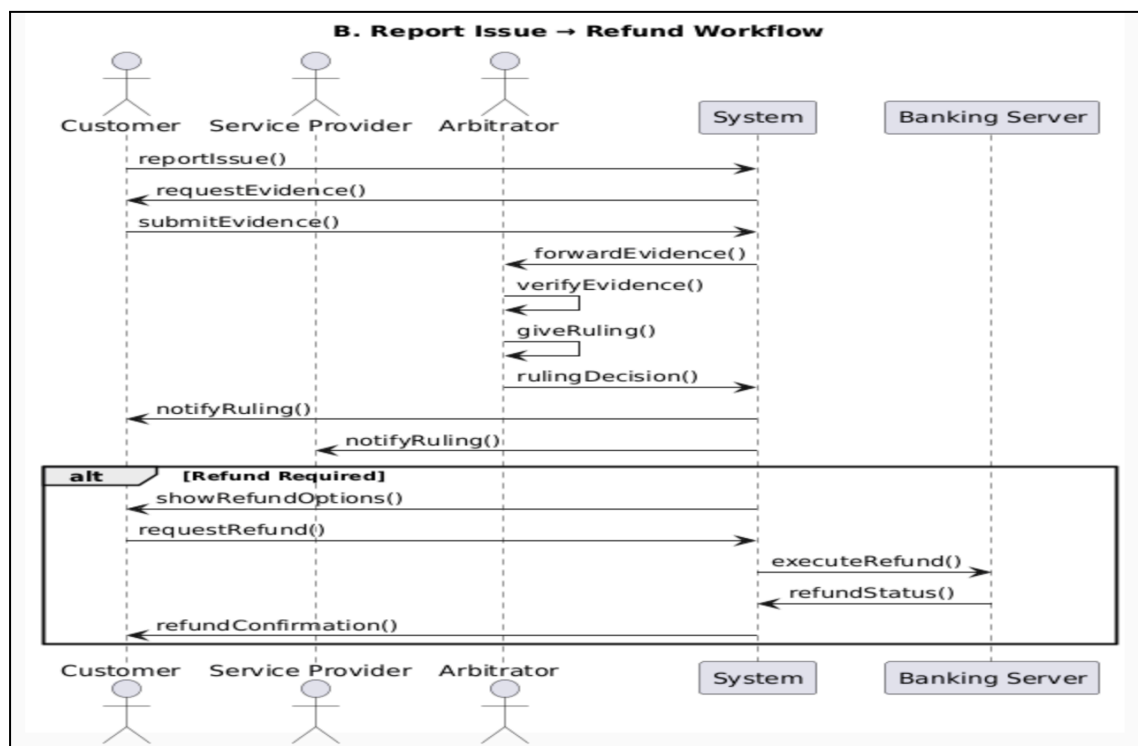 B. Report Issue → Refund Workflow
Customer Service Provider Arbitrator System Banking Server
reportIssue()
requestEvidence()
submitEvidence()
forwardEvidence()
verifyEvidence()
giveRuling()
rulingDecision()
notifyRuling()
notifyRuling()
alt [Refund Required]
showRefundOptions()
requestRefund()
executeRefund()
refundStatus()
refundConfirmation()
Customer Service Provider Arbitrator System Banking Server